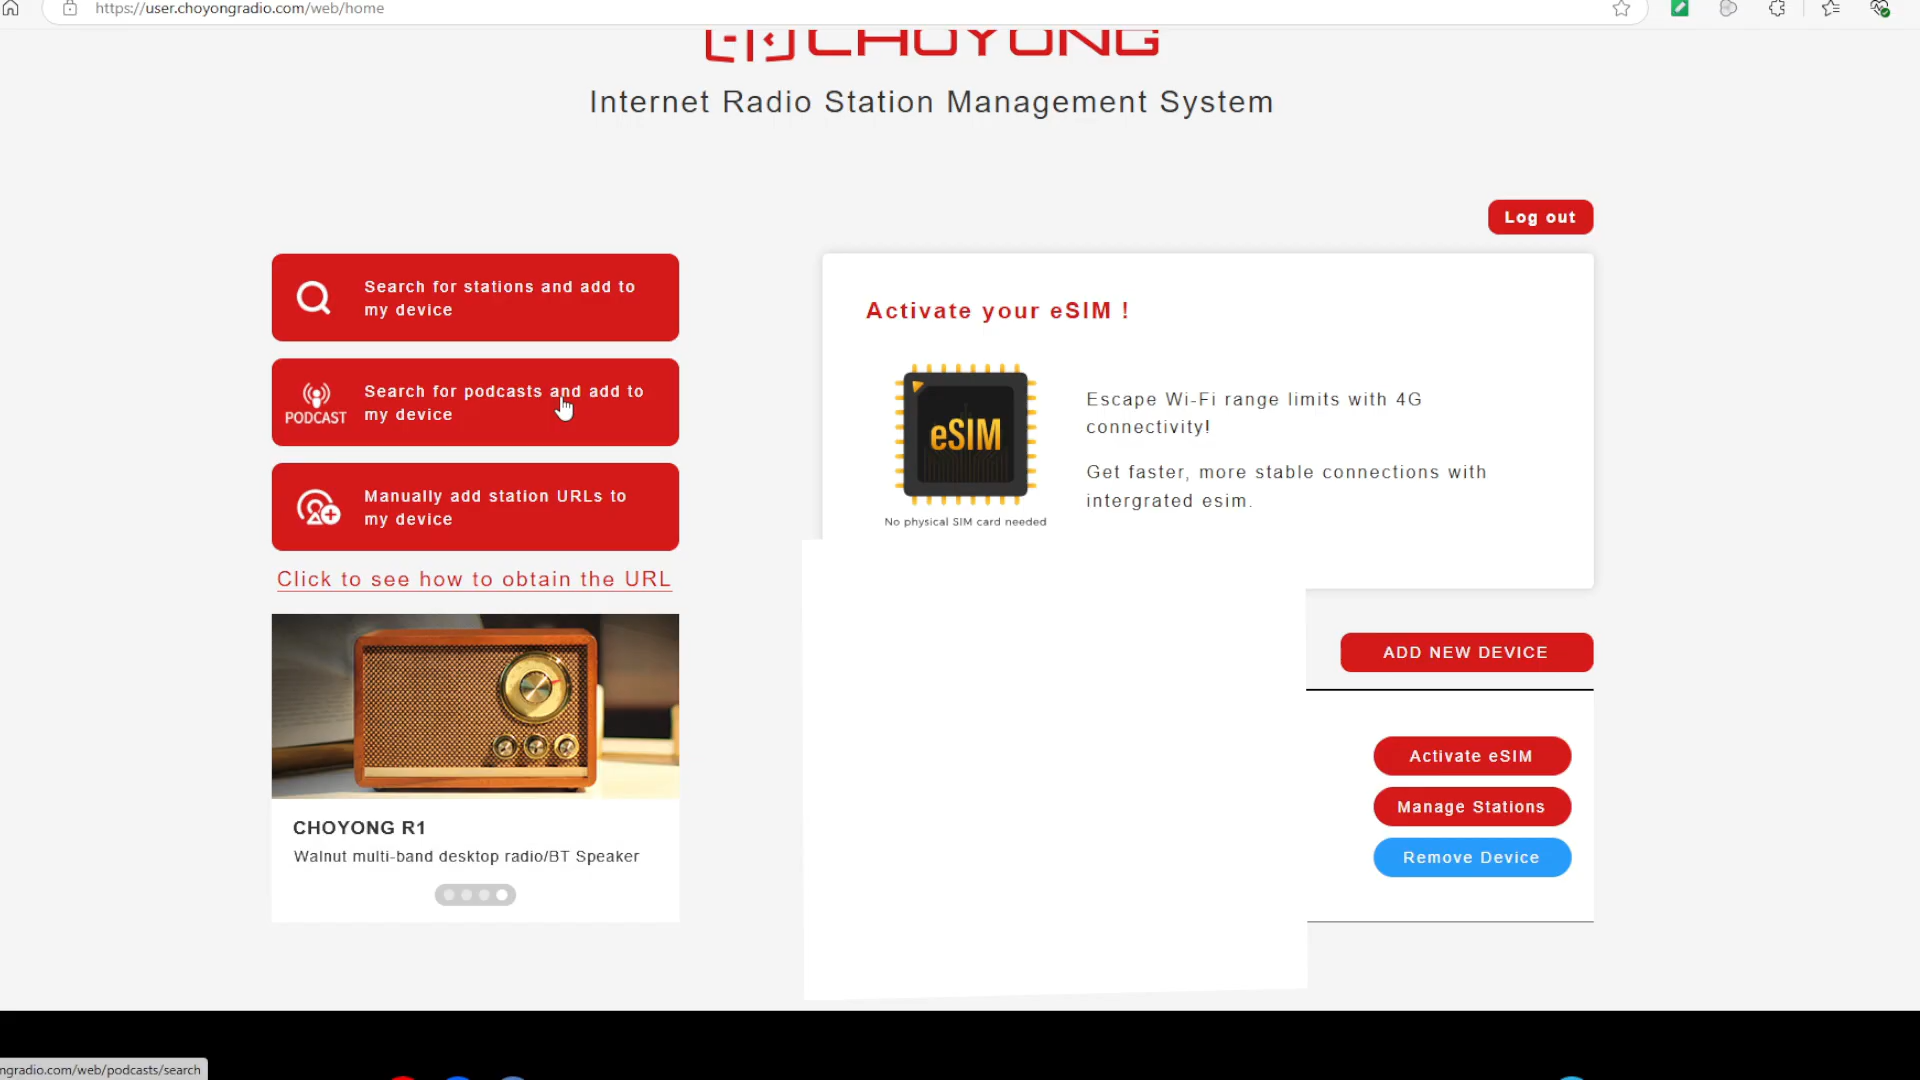 https://user.choyongradio.com/web/home
CHOYONG
Internet Radio Station Management System
Log out
Search for stations and add to
my device
PODCAST
Search for podcasts and add to
my device
Manually add station URLs to
my device
Click to see how to obtain the URL
CHOYONG R1
Walnut multi-band desktop radio/BT Speaker
Activate your eSIM !
eSIM
No physical SIM card needed
Escape Wi-Fi range limits with 4G
connectivity!
Get faster, more stable connections with
intergrated esim.
ADD NEW DEVICE
Activate eSIM
Manage Stations
Remove Device
ngradio.com/web/podcasts/search